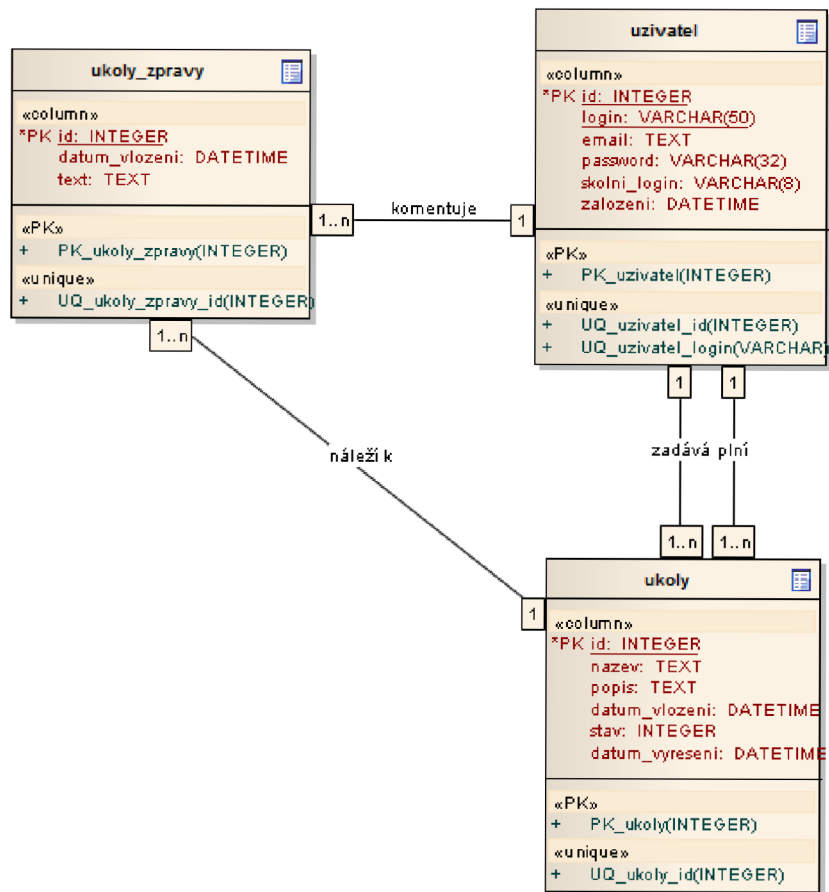 ukoly_zpravy
«column»
*PK id: INTEGER
datum_vlozeni: DATETIME
text: TEXT
«PK»
+ PK_ukoly_zpravy(INTEGER)
«unique»
+ UQ_ukoly_zpravy_id(INTEGER)
uzivatel
«column»
*PK id: INTEGER
login: VARCHAR(50)
email: TEXT
password: VARCHAR(32)
skolni_login: VARCHAR(8)
zalozeni: DATETIME
«PK»
+ PK_uzivatel(INTEGER)
«unique»
+ UQ_uzivatel_id(INTEGER)
+ UQ_uzivatel_login(VARCHAR)
1..n
komentuje
1
1..n
náleží k
1
1
1
zadává
plní
1..n
1..n
ukoly
«column»
*PK id: INTEGER
nazev: TEXT
popis: TEXT
datum_vlozeni: DATETIME
stav: INTEGER
datum_vyreseni: DATETIME
«PK»
+ PK_ukoly(INTEGER)
«unique»
+ UQ_ukoly_id(INTEGER)